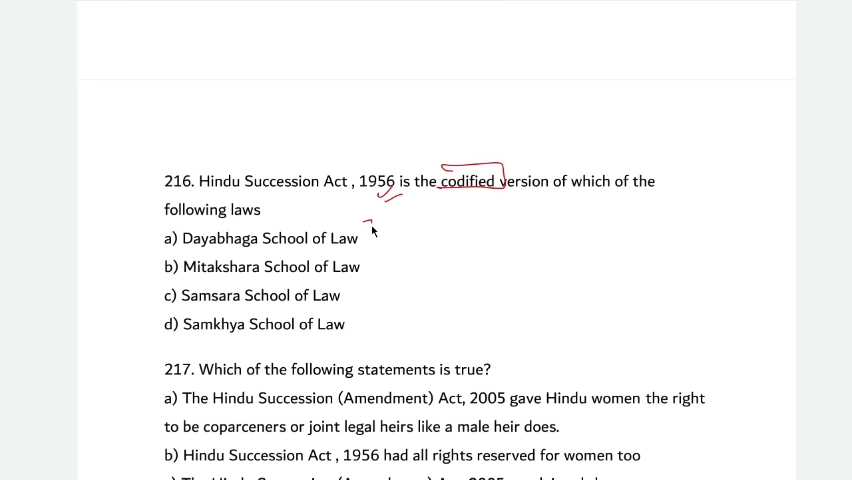 216. Hindu Succession Act , 1956 is the codified version of which of the
following laws
a) Dayabhaga School of Law
b) Mitakshara School of Law
c) Samsara School of Law
d) Samkhya School of Law
217. Which of the following statements is true?
a) The Hindu Succession (Amendment) Act, 2005 gave Hindu women the right
to be coparceners or joint legal heirs like a male heir does.
b) Hindu Succession Act , 1956 had all rights reserved for women too